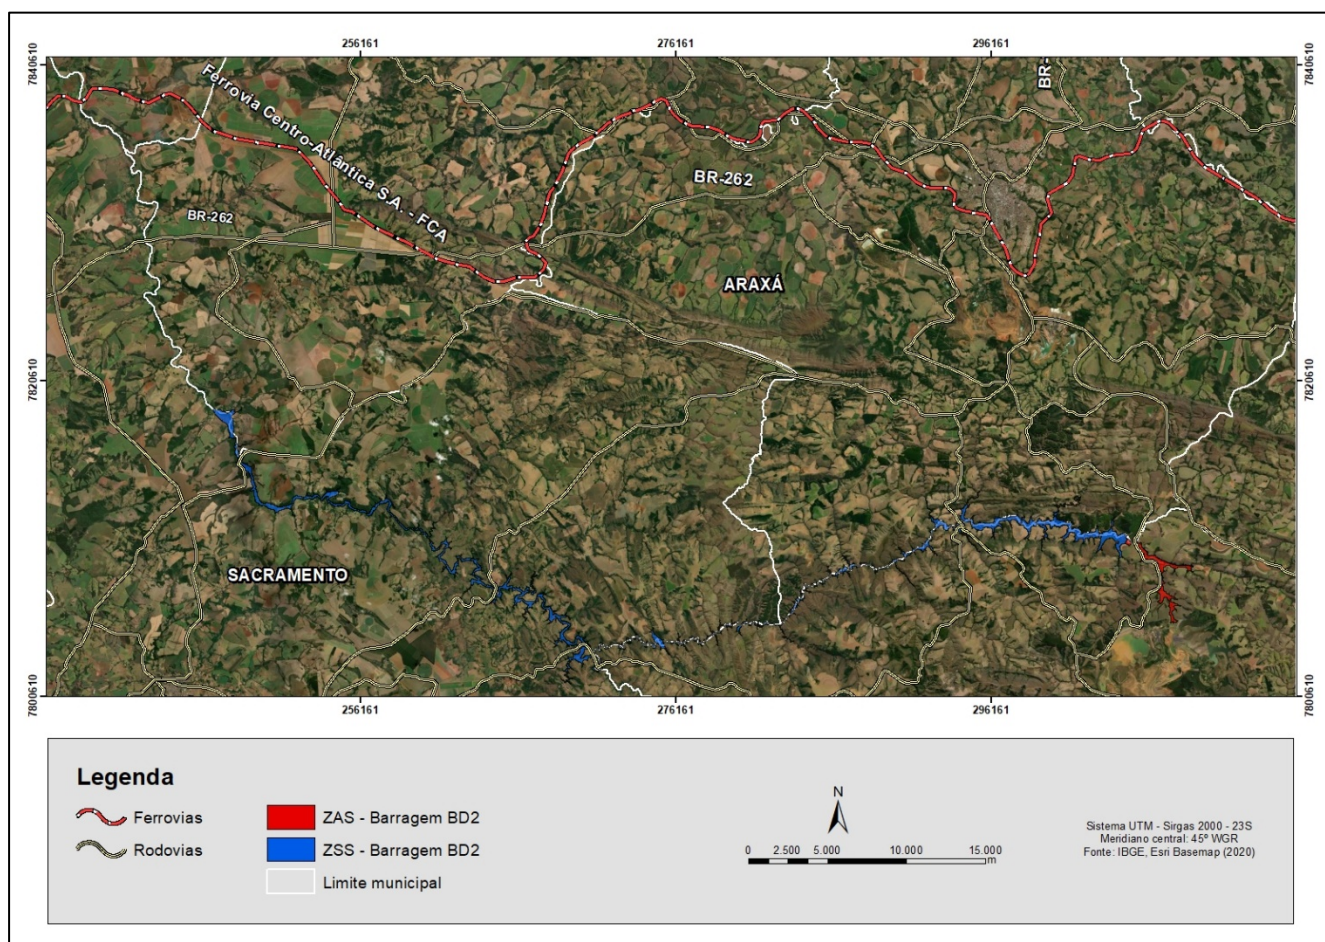 256161
276161
296161
7840610
7840610
Ferrovia Centro-Atlântica S.A. - FCA
BR-
BR-262
BR-262
ARAXÁ
7820610
7820610
SACRAMENTO
7800610
7800610
256161
276161
296161
Legenda
Ferrovias
ZAS - Barragem BD2
Rodovias
ZSS - Barragem BD2
Limite municipal
N
0 2.500 5.000 10.000 15.000
m
Sistema UTM - Sirgas 2000 - 23S
Meridiano central: 45º WGR
Fonte: IBGE, Esri Basemap (2020)